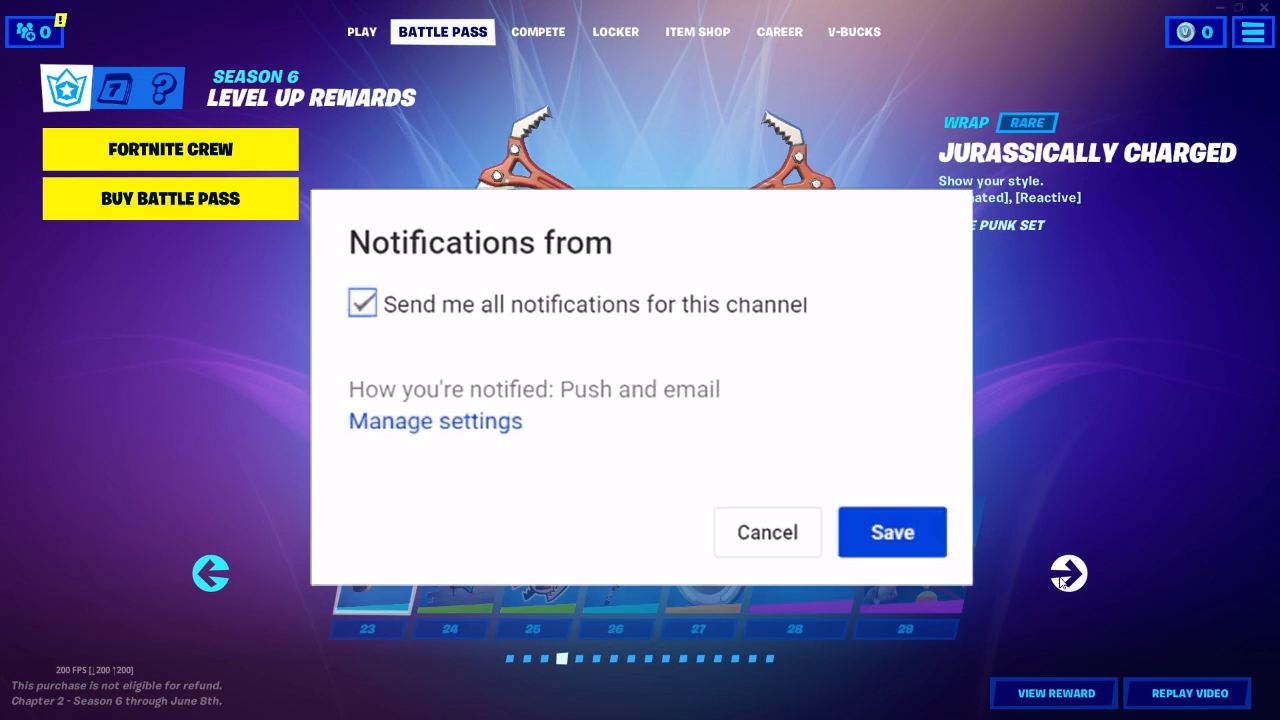 0
!
PLAY
BATTLE PASS
COMPETE
LOCKER
ITEM SHOP
CAREER
V-BUCKS
V
0
7
?
SEASON 6
LEVEL UP REWARDS
FORTNITE CREW
BUY BATTLE PASS
WRAP RARE
JURASSICALLY CHARGED
Show your style.
ated], [Reactive]
PUNK SET
Notifications from
Send me all notifications for this channel
How you're notified: Push and email
Manage settings
Cancel
Save
23
24
25
26
27
28
29
200 FPS [↓200 ↑200]
This purchase is not eligible for refund.
Chapter 2 - Season 6 through June 8th.
VIEW REWARD
REPLAY VIDEO